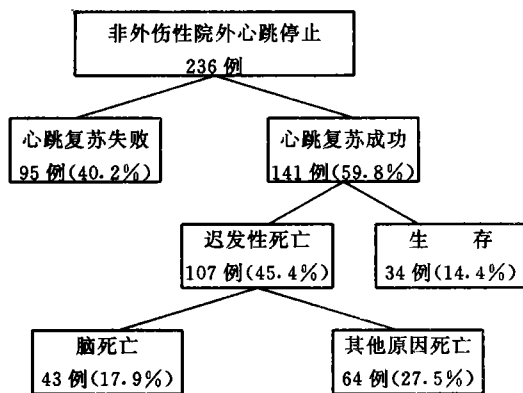 非外伤性院外心跳停止
236 例
心跳复苏失败
95 例(40.2%)
心跳复苏成功
141 例(59.8%)
迟发性死亡
107 例(45.4%)
生 存
34 例(14.4%)
脑死亡
43 例(17.9%)
其他原因死亡
64 例(27.5%)